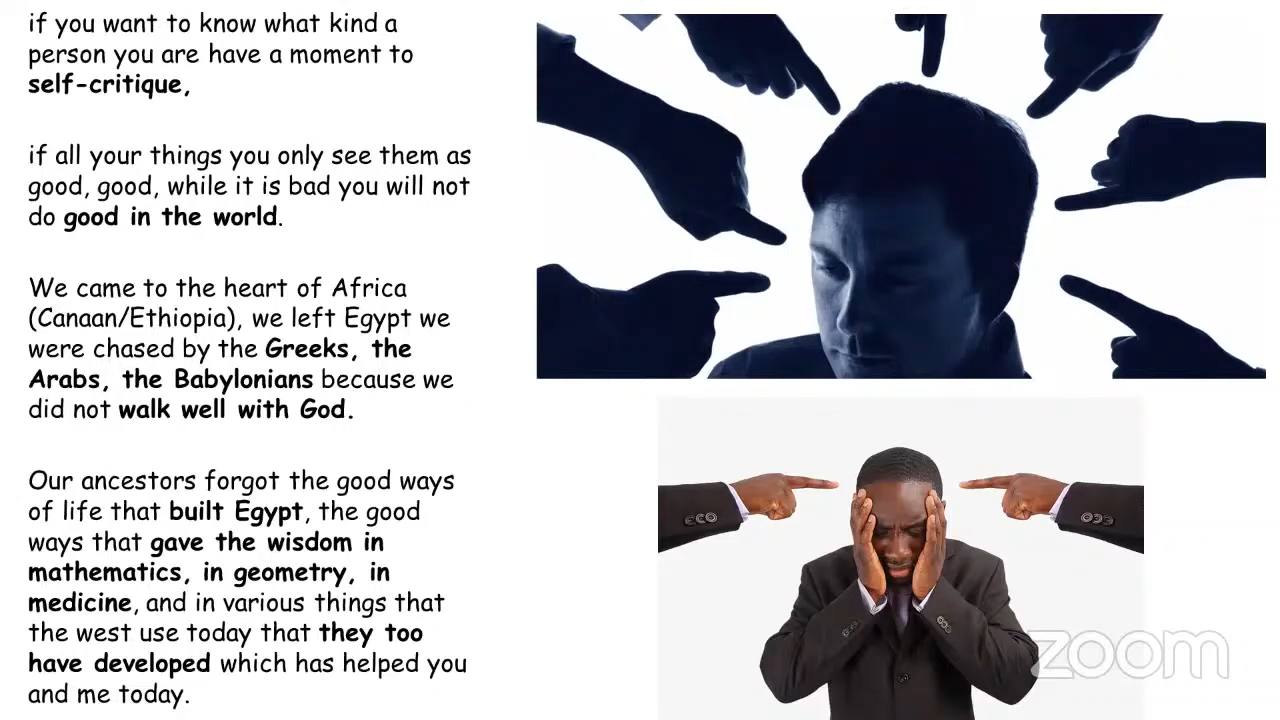 if you want to know what kind a
person you are have a moment to
self-critique,
if all your things you only see them as
good, good, while it is bad you will not
do good in the world.
We came to the heart of Africa
(Canaan/Ethiopia), we left Egypt we
were chased by the Greeks, the
Arabs, the Babylonians because we
did not walk well with God.
Our ancestors forgot the good ways
of life that built Egypt, the good
ways that gave the wisdom in
mathematics, in geometry, in
medicine, and in various things that
the west use today that they too
have developed which has helped you
and me today.
zoom